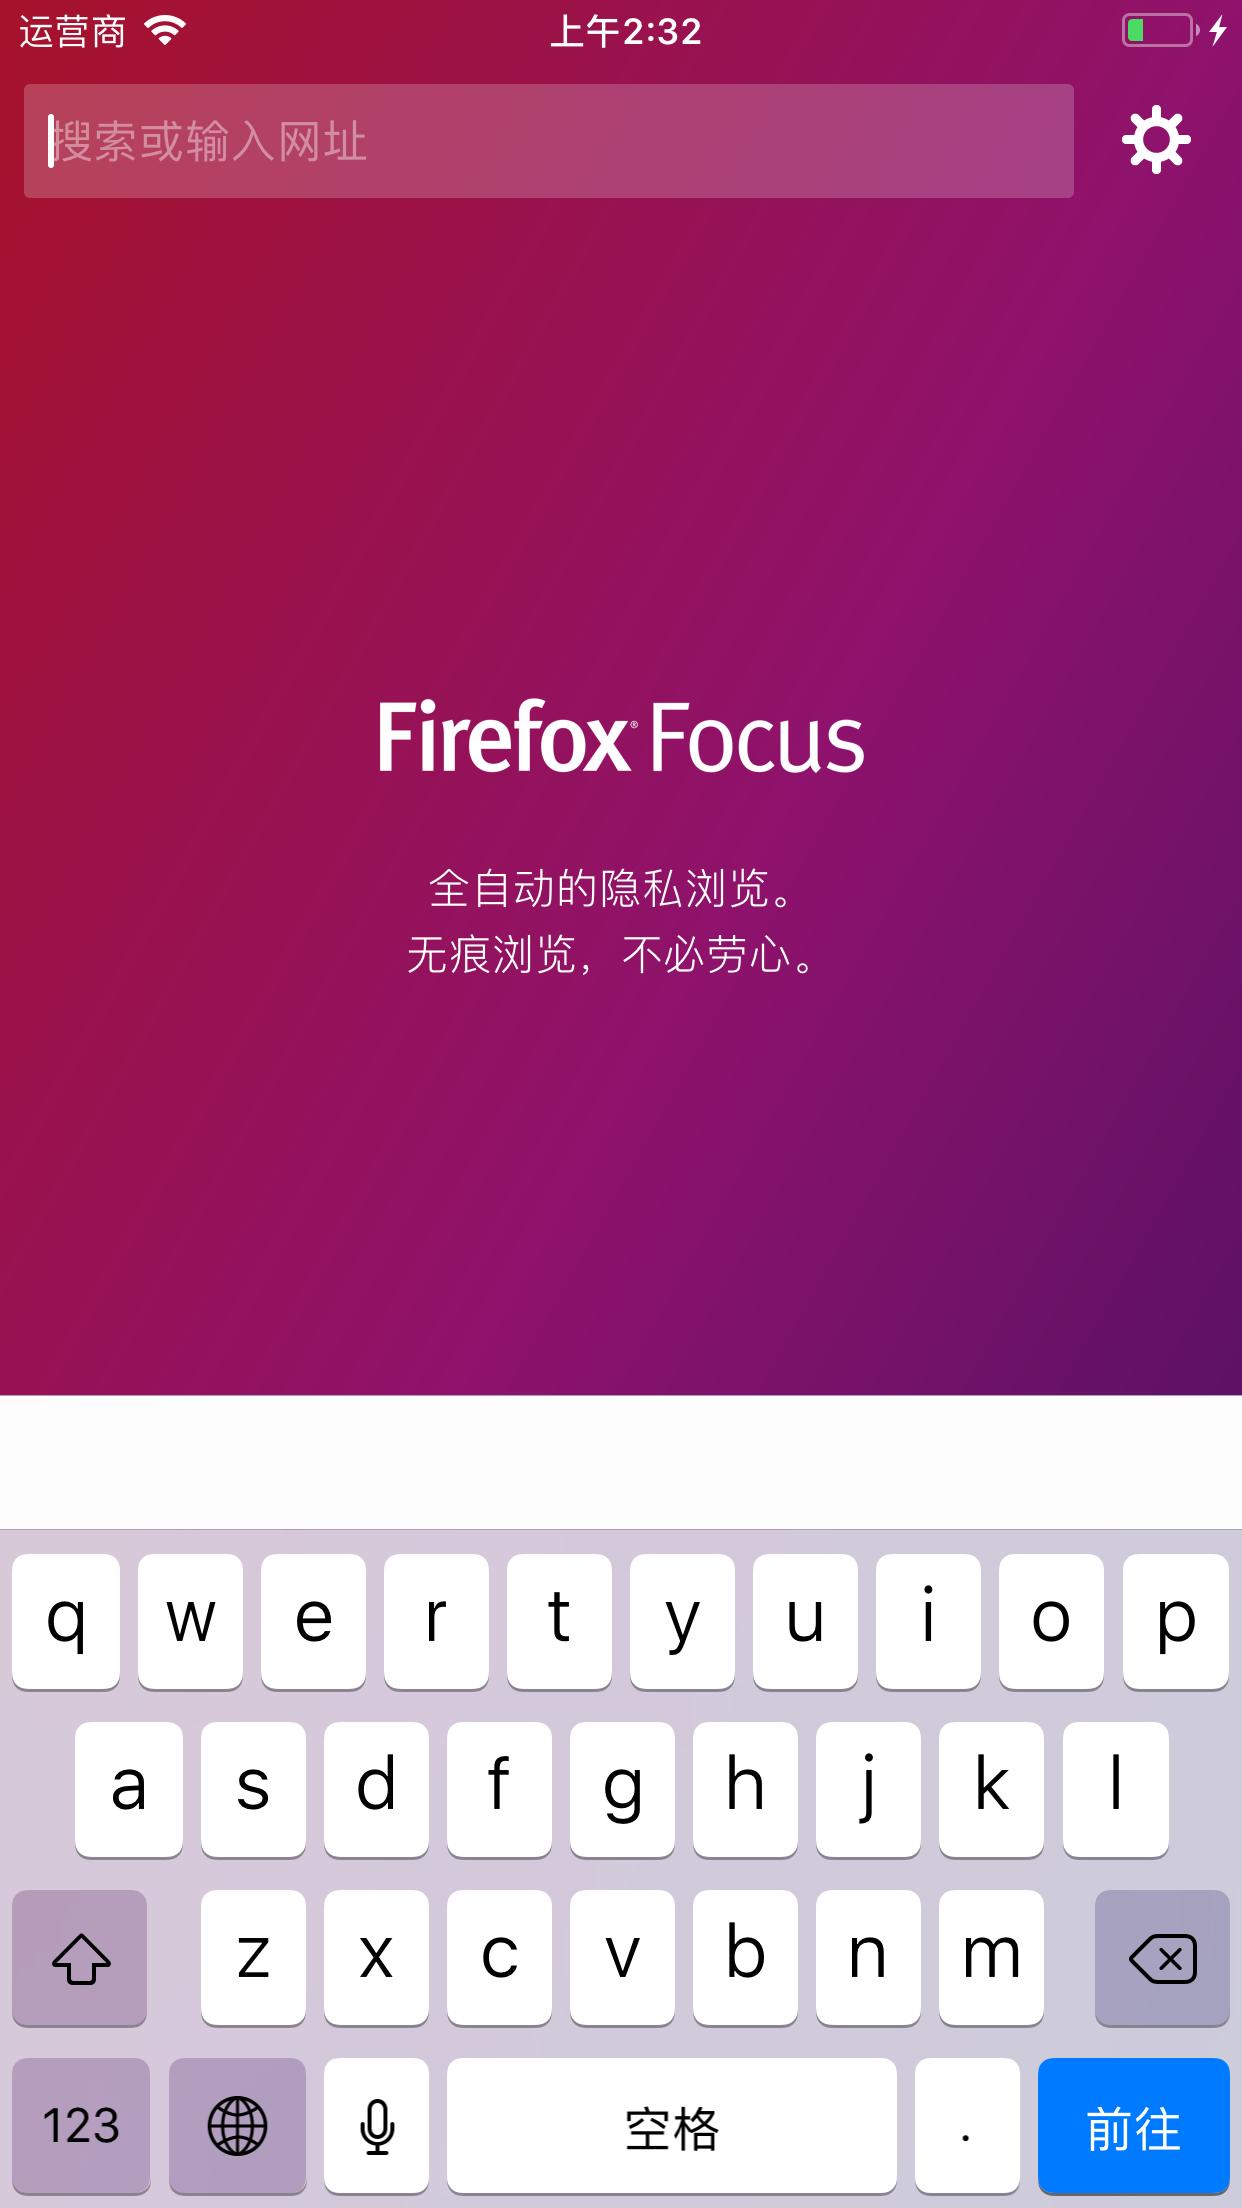 运营商 上午2:32
搜索或输入网址
Firefox® Focus
全自动的隐私浏览。
无痕浏览，不必劳心。
q w e r t y u i o p
a s d f g h j k l
z x c v b n m
123 空格 . 前往